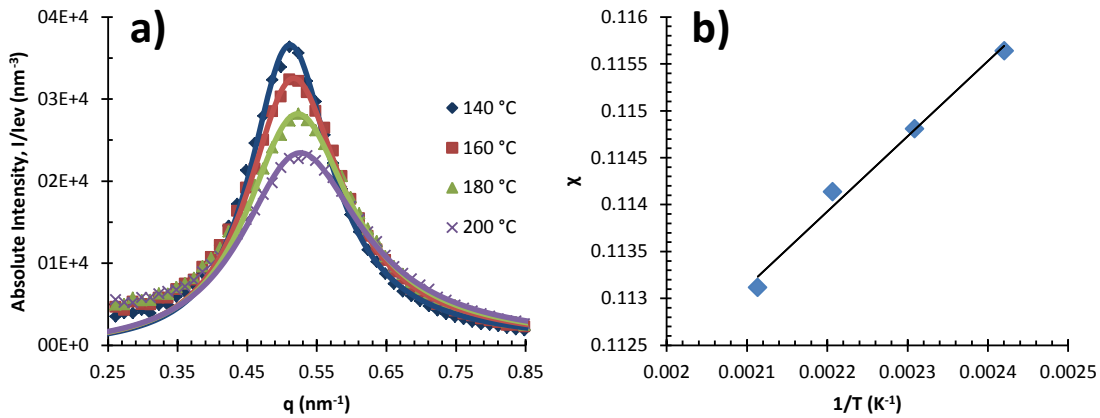 a)
Absolute Intensity, I/Iev (nm⁻³)
04E+4
03E+4
02E+4
01E+4
00E+0
0.25 0.35 0.45 0.55 0.65 0.75 0.85
q (nm⁻¹)
140 °C
160 °C
180 °C
200 °C
b)
χ
0.116
0.1155
0.115
0.1145
0.114
0.1135
0.113
0.1125
0.002 0.0021 0.0022 0.0023 0.0024 0.0025
1/T (K⁻¹)